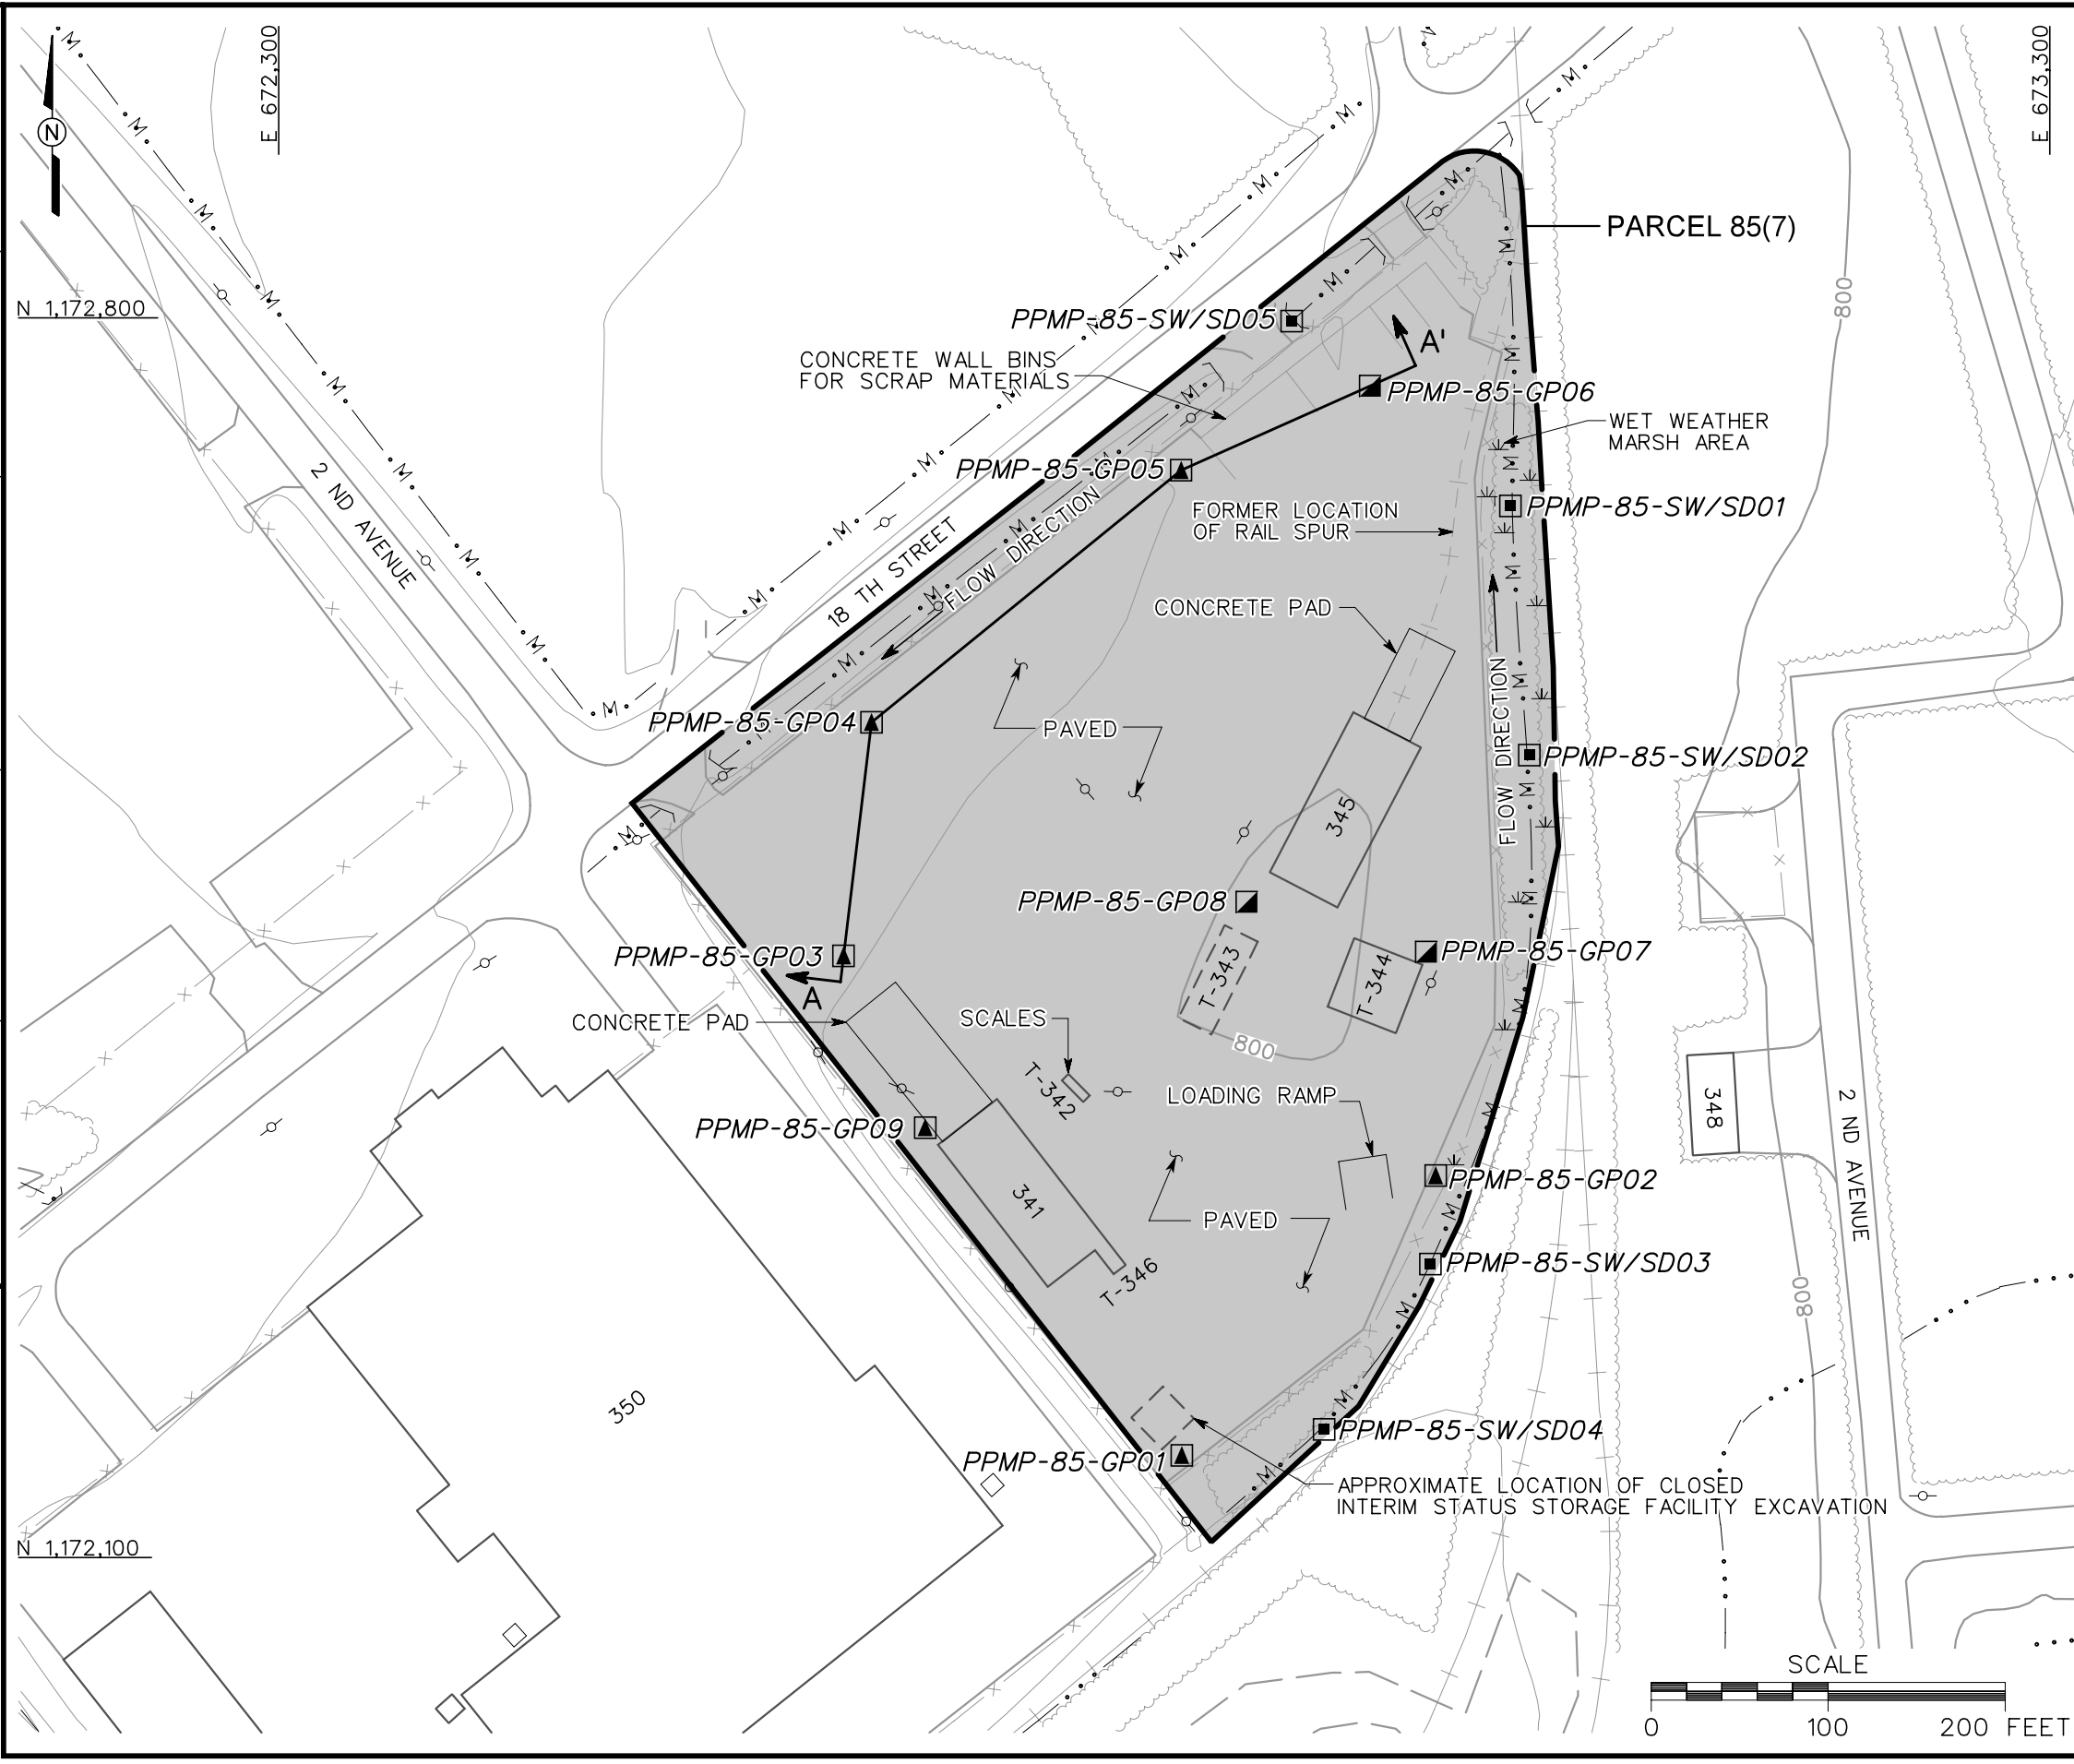 E 672,300
E 673,300
N
PARCEL 85(7)
800
N 1,172,800
PPMP-85-SW/SD05
CONCRETE WALL BINS
FOR SCRAP MATERIALS
A'
PPMP-85-GP06
WET WEATHER
MARSH AREA
PPMP-85-GP05
2 ND AVENUE
FORMER LOCATION
OF RAIL SPUR
PPMP-85-SW/SD01
FLOW DIRECTION
18 TH STREET
CONCRETE PAD
PPMP-85-GP04
PAVED
FLOW DIRECTION
PPMP-85-SW/SD02
345
PPMP-85-GP08
PPMP-85-GP03
PPMP-85-GP07
T-343
T-344
A
CONCRETE PAD
SCALES
800
T-342
LOADING RAMP
348
2 ND AVENUE
PPMP-85-GP09
PPMP-85-GP02
341
PAVED
PPMP-85-SW/SD03
T-346
800
350
PPMP-85-SW/SD04
PPMP-85-GP01
APPROXIMATE LOCATION OF CLOSED
INTERIM STATUS STORAGE FACILITY EXCAVATION
N 1,172,100
SCALE
0 100 200 FEET